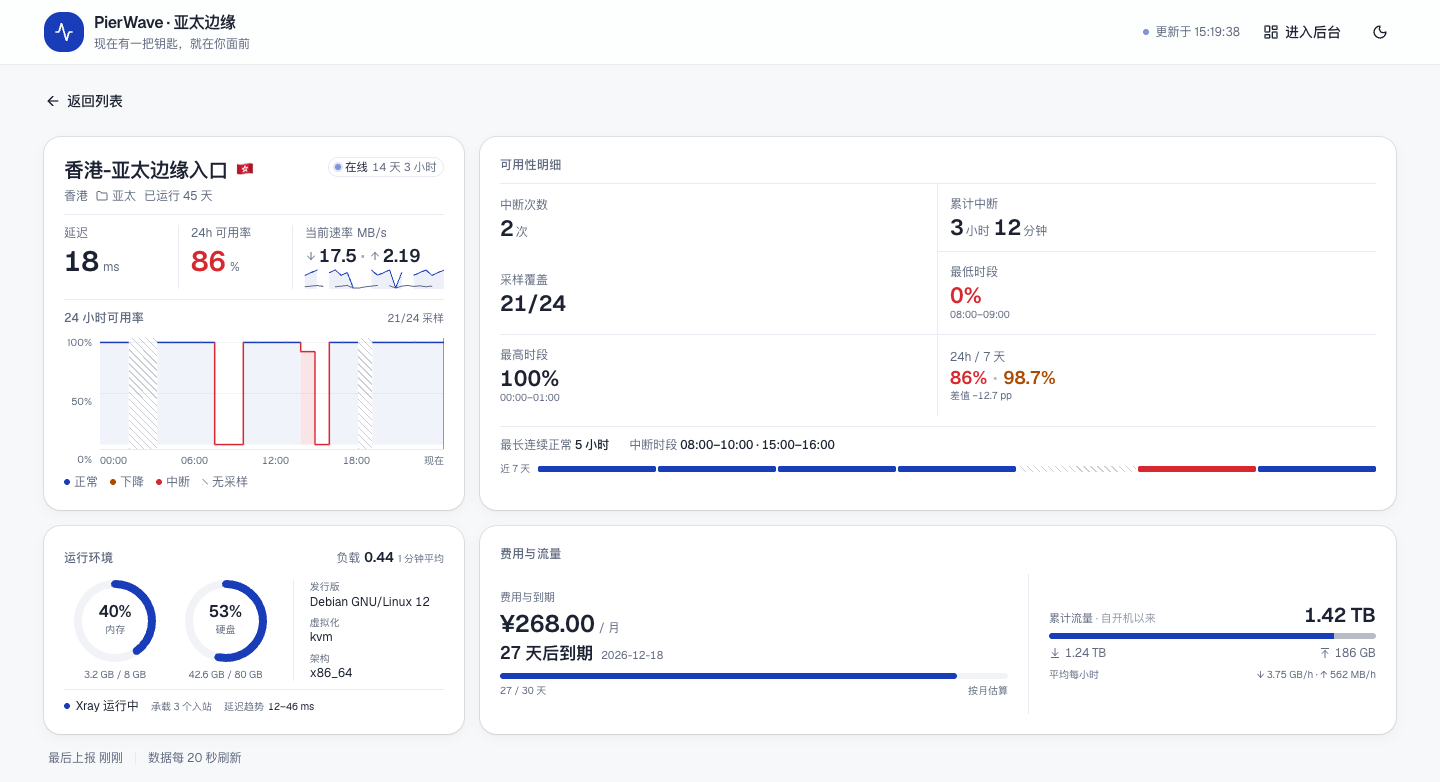 PierWave · 亚太边缘
现在有一把钥匙，就在你面前
更新于 15:19:38
进入后台
返回列表
香港-亚太边缘入口
在线 14 天 3 小时
香港 亚太 已运行 45 天
延迟
18 ms
24h 可用率
86 %
当前速率 MB/s
↓ 17.5 · ↑ 2.19
24 小时可用率
21/24 采样
100%
50%
0%
00:00 06:00 12:00 18:00 现在
正常 下降 中断 无采样
可用性明细
中断次数
2 次
累计中断
3 小时 12 分钟
采样覆盖
21/24
最低时段
0%
08:00–09:00
最高时段
100%
00:00–01:00
24h / 7 天
86% · 98.7%
差值 −12.7 pp
最长连续正常 5 小时 中断时段 08:00–10:00 · 15:00–16:00
近 7 天
运行环境
负载 0.44 1 分钟平均
40%
内存
3.2 GB / 8 GB
53%
硬盘
42.6 GB / 80 GB
发行版
Debian GNU/Linux 12
虚拟化
kvm
架构
x86_64
Xray 运行中 承载 3 个入站 延迟趋势 12–46 ms
费用与流量
费用与到期
¥268.00 / 月
27 天后到期 2026-12-18
27 / 30 天
按月估算
累计流量 · 自开机以来
1.42 TB
1.24 TB
186 GB
平均每小时
↓ 3.75 GB/h · ↑ 562 MB/h
最后上报 刚刚
数据每 20 秒刷新